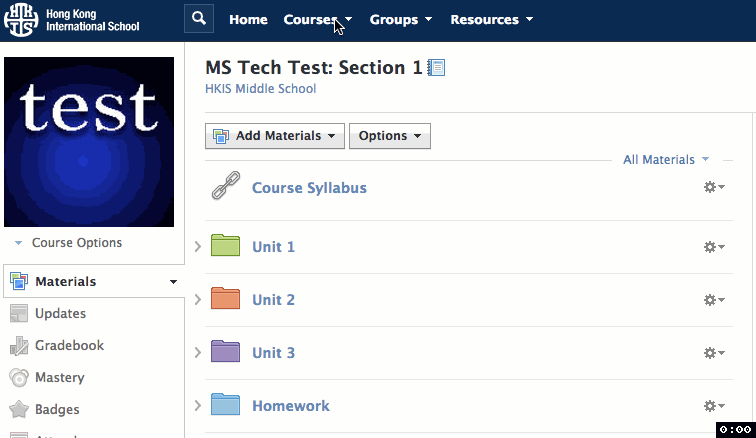 Hong Kong
International School
Home
Courses
Groups
Resources
test
MS Tech Test: Section 1
HKIS Middle School
Add Materials
Options
All Materials
Course Syllabus
Unit 1
Unit 2
Unit 3
Homework
Course Options
Materials
Updates
Gradebook
Mastery
Badges
0:00